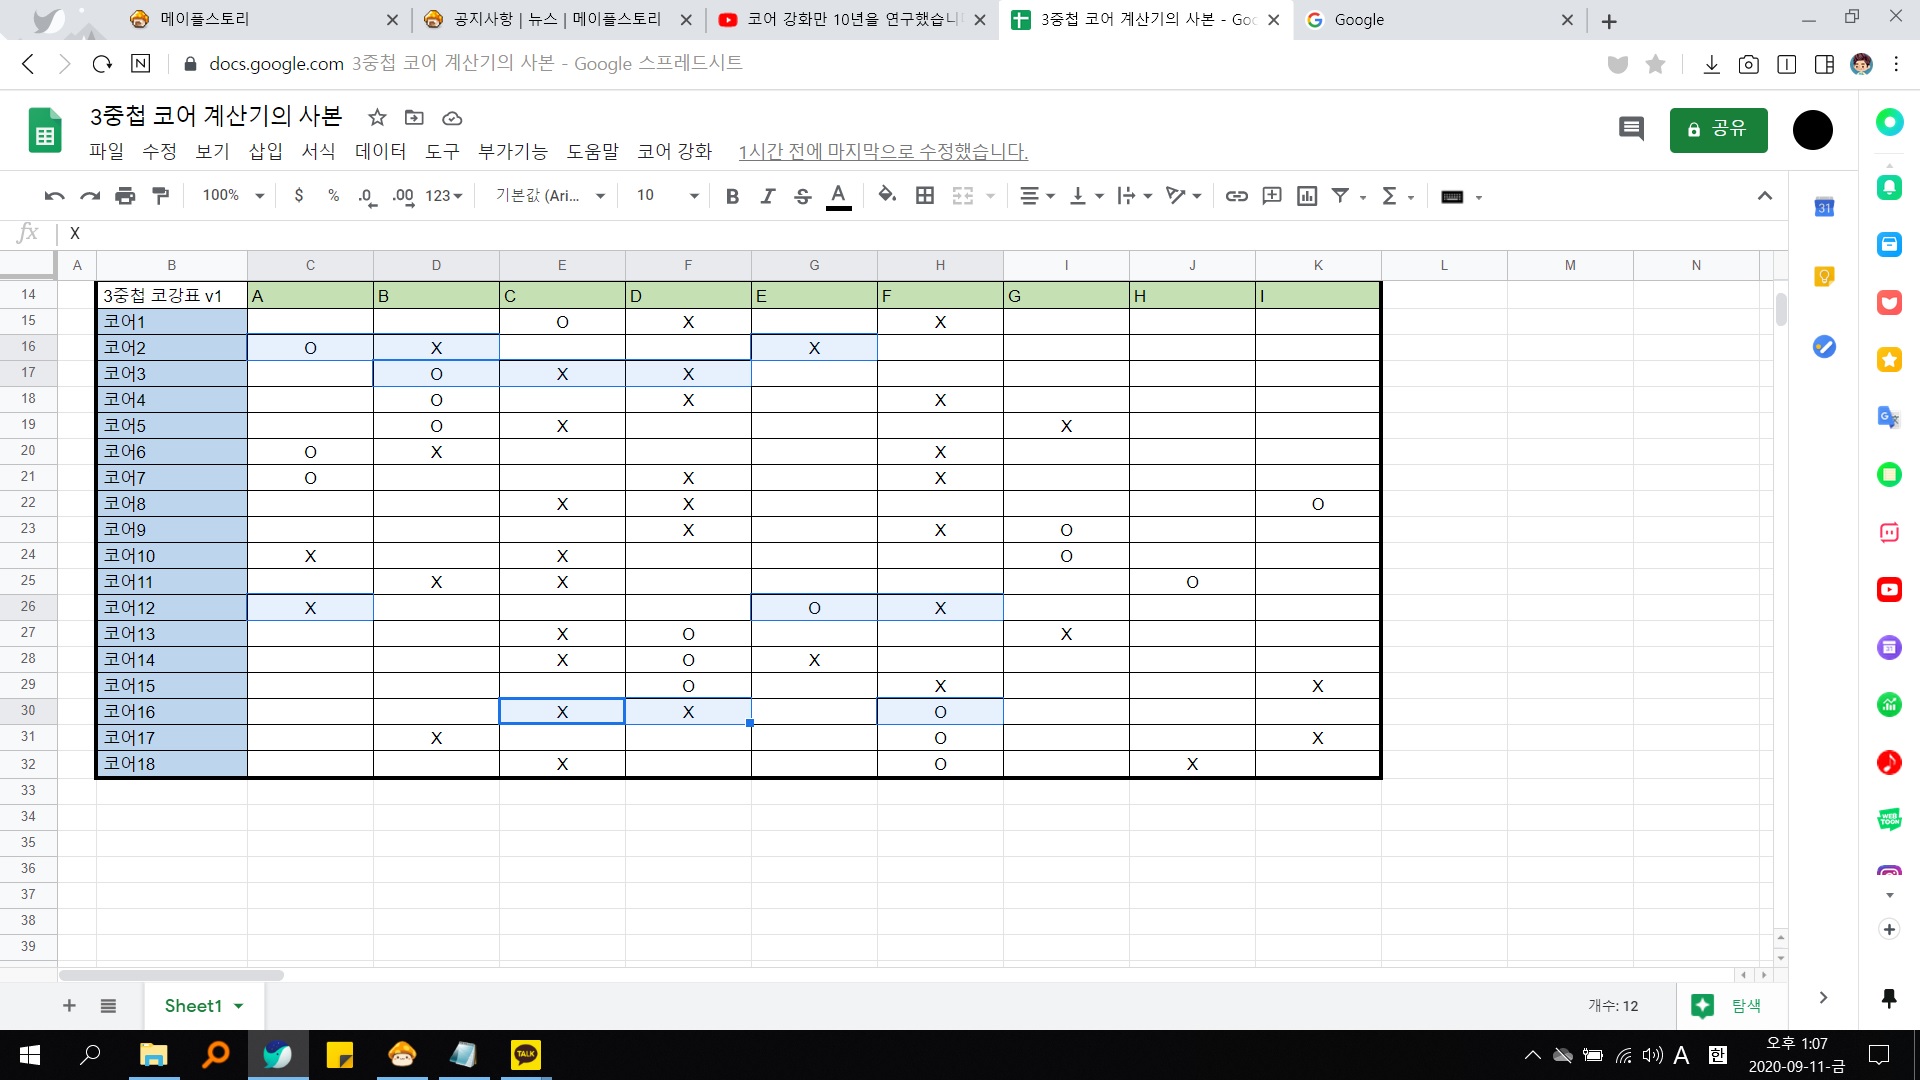 메이플스토리
공지사항 | 뉴스 | 메이플스토리
코어 강화만 10년을 연구했습니
3중첩 코어 계산기의 사본 - Goo
Google
docs.google.com 3중첩 코어 계산기의 사본 - Google 스프레드시트
3중첩 코어 계산기의 사본
공유
파일 수정 보기 삽입 서식 데이터 도구 부가기능 도움말 코어 강화 1시간 전에 마지막으로 수정했습니다.
100% $ % .0 .00 123 기본값 (Ari... 10 B I S A
31
fx X
A B C D E F G H I J K L M N
14 3중첩 코강표 v1 A B C D E F G H I
15 코어1 O X X
16 코어2 O X X
17 코어3 O X X
18 코어4 O X X
19 코어5 O X X
20 코어6 O X X
21 코어7 O X X
22 코어8 X X O
23 코어9 X X O
24 코어10 X X O
25 코어11 X X O
26 코어12 X O X
27 코어13 X O X
28 코어14 X O X
29 코어15 O X X
30 코어16 X X O
31 코어17 X O X
32 코어18 X O X
33
34
35
36
37
38
39
WEB
TOON
Sheet1
개수: 12
탐색
TALK
A 한
오후 1:07
2020-09-11-금